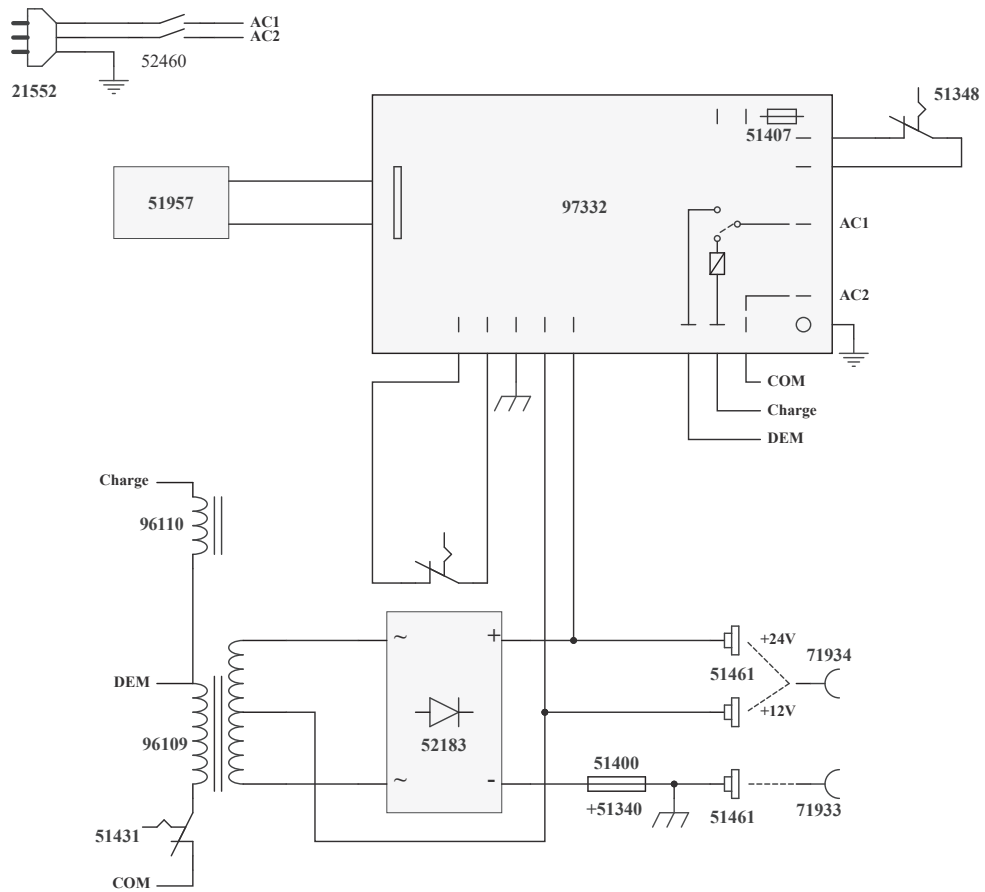 AC1
AC2
52460
21552
51348
51407
51957
97332
AC1
AC2
COM
Charge
DEM
Charge
96110
~
+
+24V
71934
51461
DEM
+12V
96109
52183
51400
~
-
+51340
51461
71933
51431
COM